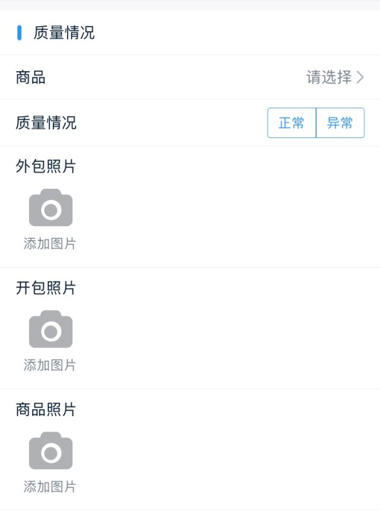 质量情况
商品 请选择
质量情况 正常 异常
外包照片
添加图片
开包照片
添加图片
商品照片
添加图片